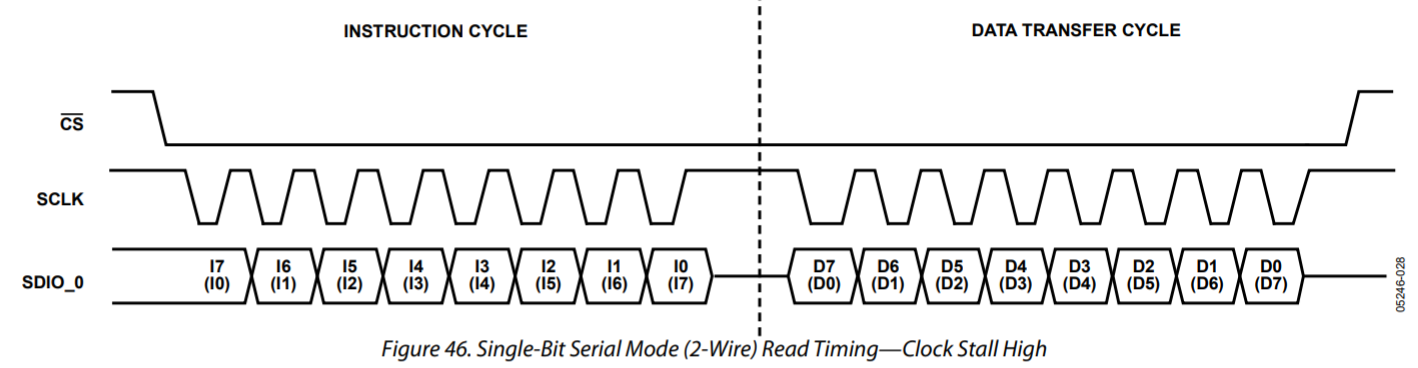 INSTRUCTION CYCLE DATA TRANSFER CYCLE
CS
SCLK
SDIO_0
I7 I6 I5 I4 I3 I2 I1 I0 D7 D6 D5 D4 D3 D2 D1 D0
(I0) (I1) (I2) (I3) (I4) (I5) (I6) (I7) (D0) (D1) (D2) (D3) (D4) (D5) (D6) (D7)
05246-028
Figure 46. Single-Bit Serial Mode (2-Wire) Read Timing—Clock Stall High